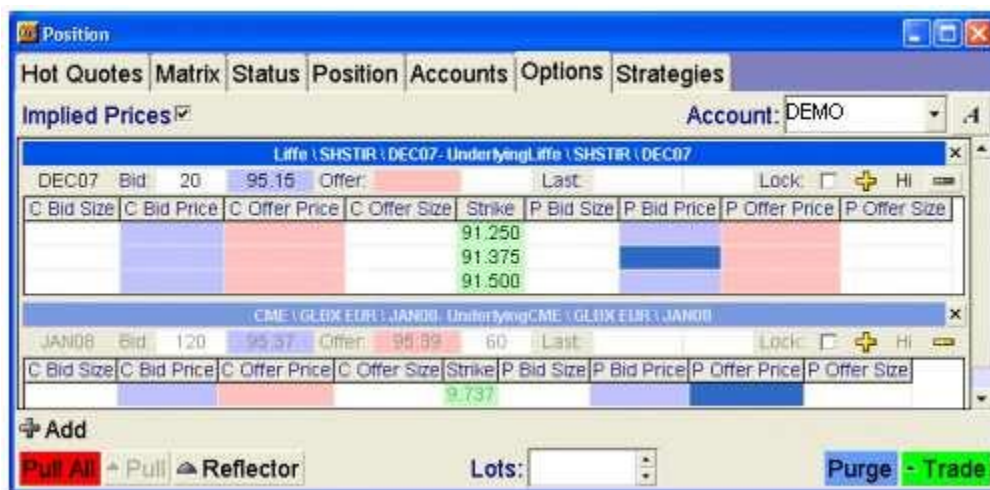 Position
Hot Quotes Matrix Status Position Accounts Options Strategies
Implied Prices Account: DEMO A
Liffe \ SHSTIR \ DEC07- UnderlyingLiffe \ SHSTIR \ DEC07
DEC07 Bid: 20 95.15 Offer: Last Lock: Hi
C Bid Size C Bid Price C Offer Price C Offer Size Strike P Bid Size P Bid Price P Offer Price P Offer Size
91.250
91.375
91.500
CME \ GLBX EUR \ JAN08- UnderlyingCME \ GLBX EUR \ JAN08
JAN08 Bid: 120 95.37 Offer: 95.39 60 Last Lock: Hi
C Bid Size C Bid Price C Offer Price C Offer Size Strike P Bid Size P Bid Price P Offer Price P Offer Size
9.737
Add
Pull All Pull Reflector Lots: Purge - Trade